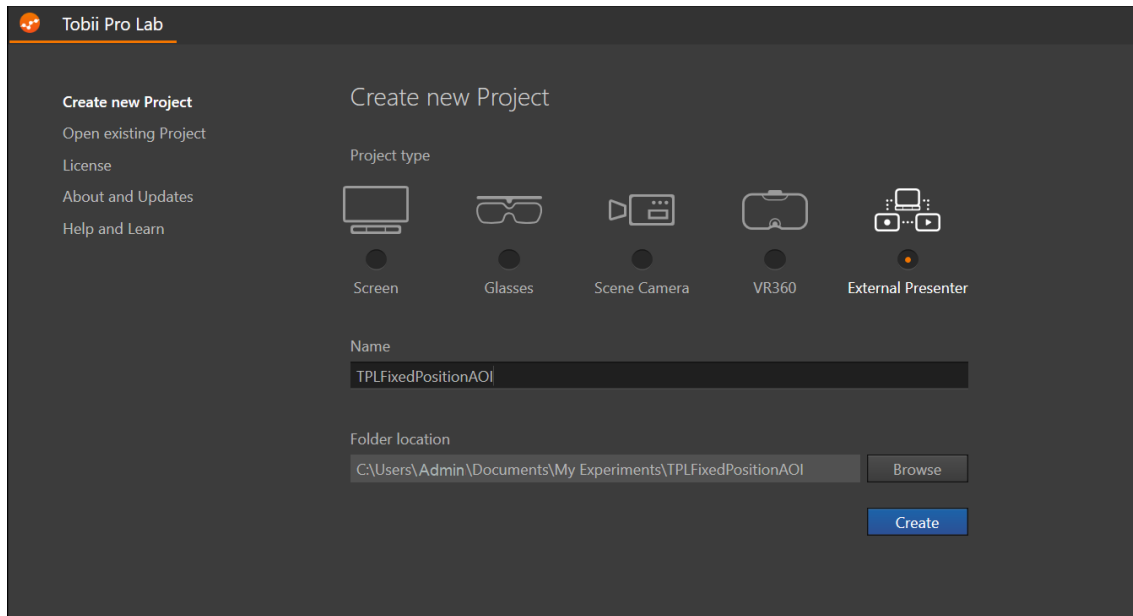 Tobii Pro Lab
Create new Project
Open existing Project
License
About and Updates
Help and Learn
Create new Project
Project type
Screen
Glasses
Scene Camera
VR360
External Presenter
Name
TPLFixedPositionAOI
Folder location
C:\Users\Admin\Documents\My Experiments\TPLFixedPositionAOI
Browse
Create